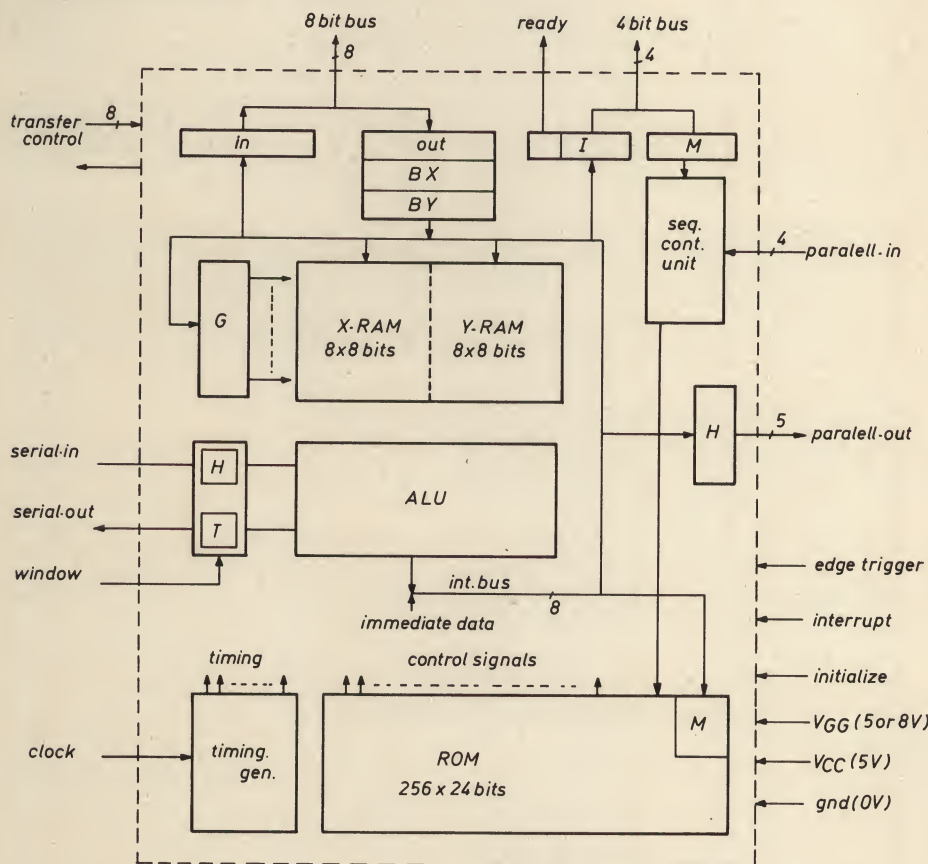 8 bit bus
ready
4 bit bus
8
4
transfer
control
8
in
out
BX
BY
I
M
seq.
cont.
unit
4
paralell-in
G
X-RAM
8x8 bits
Y-RAM
8x8 bits
H
5
paralell-out
serial-in
H
ALU
serial-out
T
window
int. bus
8
immediate data
edge trigger
interrupt
timing
control signals
initialize
M
VGG (5 or 8V)
clock
timing.
gen.
ROM
256 x 24 bits
VCC (5V)
gnd (0V)